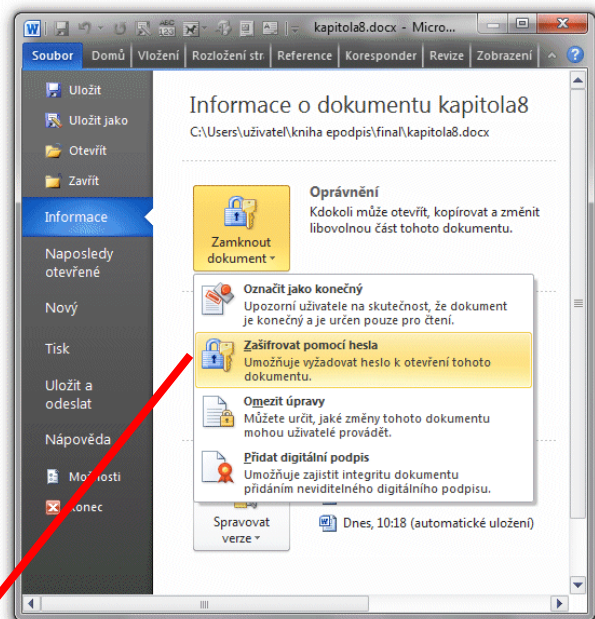 kapitola8.docx - Micro...
Soubor Domů Vložení Rozložení str Reference Koresponder Revize Zobrazení
Uložit
Uložit jako
Otevřít
Zavřít
Informace
Naposledy
otevřené
Nový
Tisk
Uložit a
odeslat
Nápověda
Možnosti
Konec
Informace o dokumentu kapitola8
C:\Users\uživatel\kniha epodpis\final\kapitola8.docx
Zamknout
dokument
Oprávnění
Kdokoli může otevřít, kopírovat a změnit
libovolnou část tohoto dokumentu.
Označit jako konečný
Upozorní uživatele na skutečnost, že dokument
je konečný a je určen pouze pro čtení.
Zašifrovat pomocí hesla
Umožňuje vyžadovat heslo k otevření tohoto
dokumentu.
Omezit úpravy
Můžete určit, jaké změny tohoto dokumentu
mohou uživatelé provádět.
Přidat digitální podpis
Umožňuje zajistit integritu dokumentu
přidáním neviditelného digitálního podpisu.
Spravovat
verze
Dnes, 10:18 (automatické uložení)